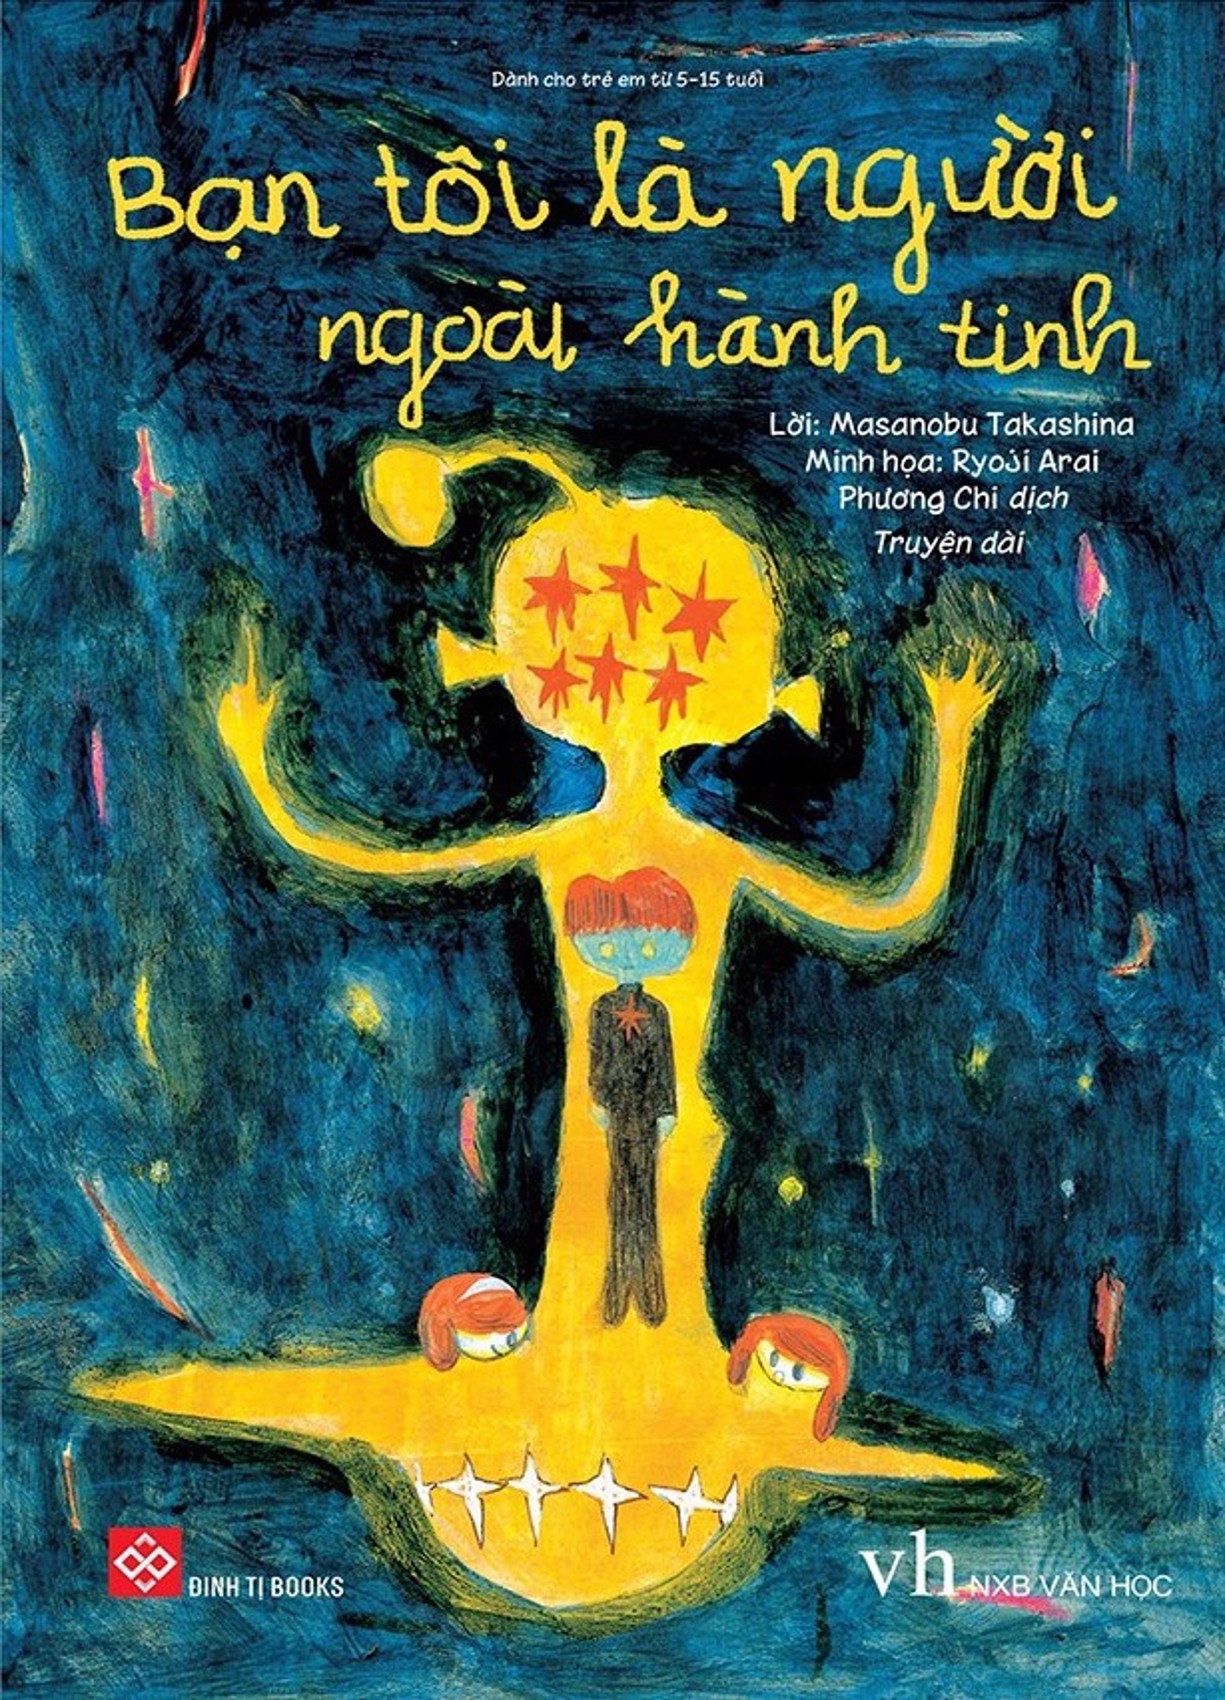 Dành cho trẻ em từ 5-15 tuổi
Bạn tôi là người
ngoài hành tinh
Lời: Masanobu Takashina
Minh họa: Ryoji Arai
Phương Chi dịch
Truyện dài
ĐINH TỊ BOOKS
vh NXB VĂN HỌC